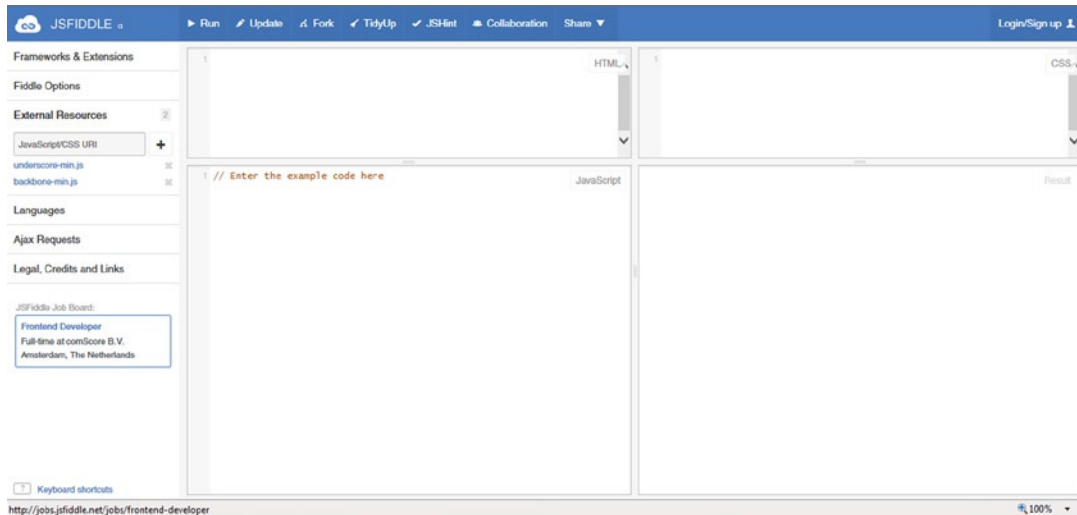 JSFIDDLE α
Run Update Fork TidyUp JSHint Collaboration Share ▼
Login/Sign up
Frameworks & Extensions
Fiddle Options
External Resources 2
JavaScript/CSS URI
underscore-min.js
backbone-min.js
Languages
Ajax Requests
Legal, Credits and Links
JSFiddle Job Board:
Frontend Developer
Full-time at comScore B.V.
Amsterdam, The Netherlands
? Keyboard shortcuts
1
HTML
1
CSS
1 // Enter the example code here
JavaScript
Result
http://jobs.jsfiddle.net/jobs/frontend-developer
100%